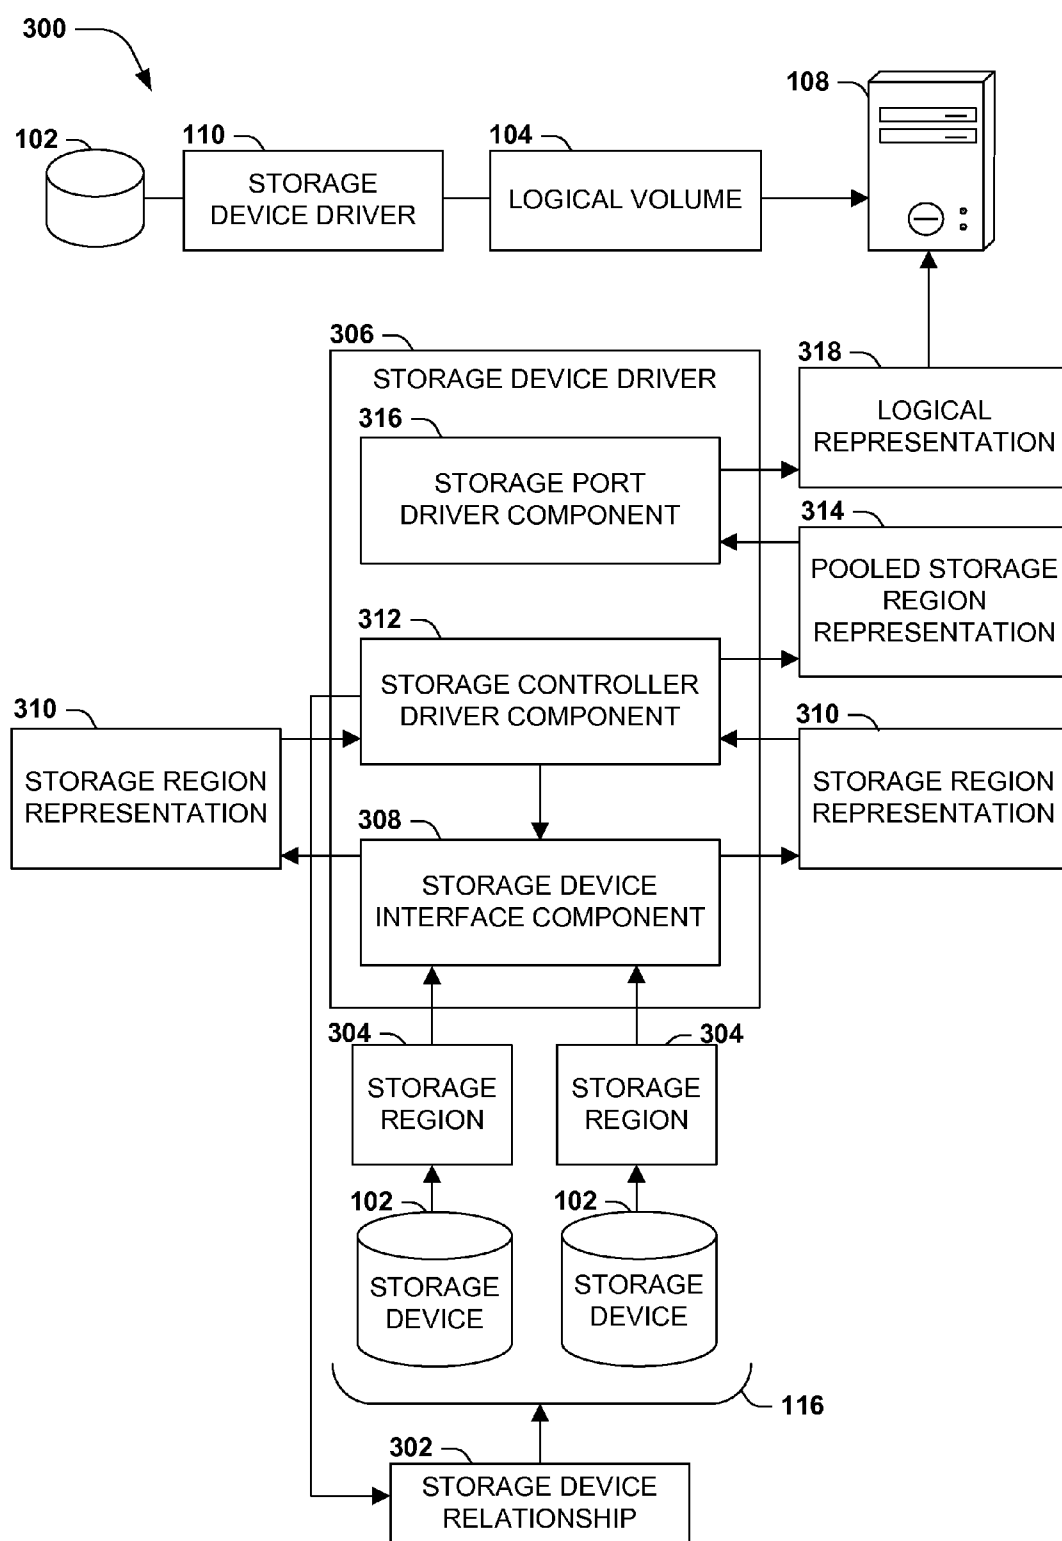 300
108
102
110
104
STORAGE
DEVICE DRIVER
LOGICAL VOLUME
306
STORAGE DEVICE DRIVER
318
LOGICAL
REPRESENTATION
316
STORAGE PORT
DRIVER COMPONENT
314
POOLED STORAGE
REGION
REPRESENTATION
312
STORAGE CONTROLLER
DRIVER COMPONENT
310
STORAGE REGION
REPRESENTATION
310
STORAGE REGION
REPRESENTATION
308
STORAGE DEVICE
INTERFACE COMPONENT
304
STORAGE
REGION
304
STORAGE
REGION
102
STORAGE
DEVICE
102
STORAGE
DEVICE
116
302
STORAGE DEVICE
RELATIONSHIP